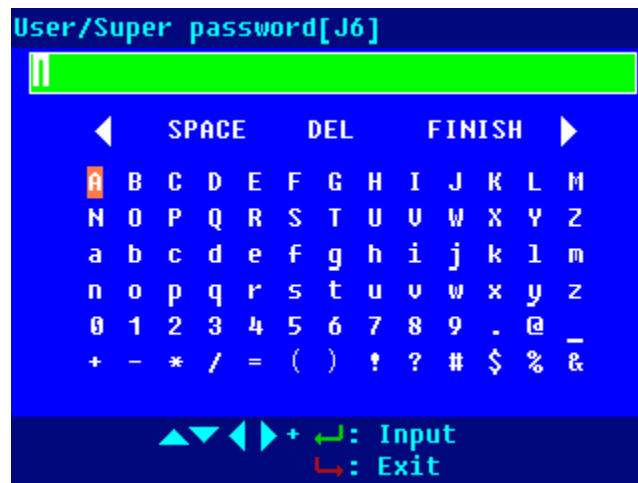 User/Super password[J6]
SPACE DEL FINISH
A B C D E F G H I J K L M
N O P Q R S T U V W X Y Z
a b c d e f g h i j k l m
n o p q r s t u v w x y z
0 1 2 3 4 5 6 7 8 9 . @ _
+ - * / = ( ) ! ? # $ % &
+ : Input
: Exit